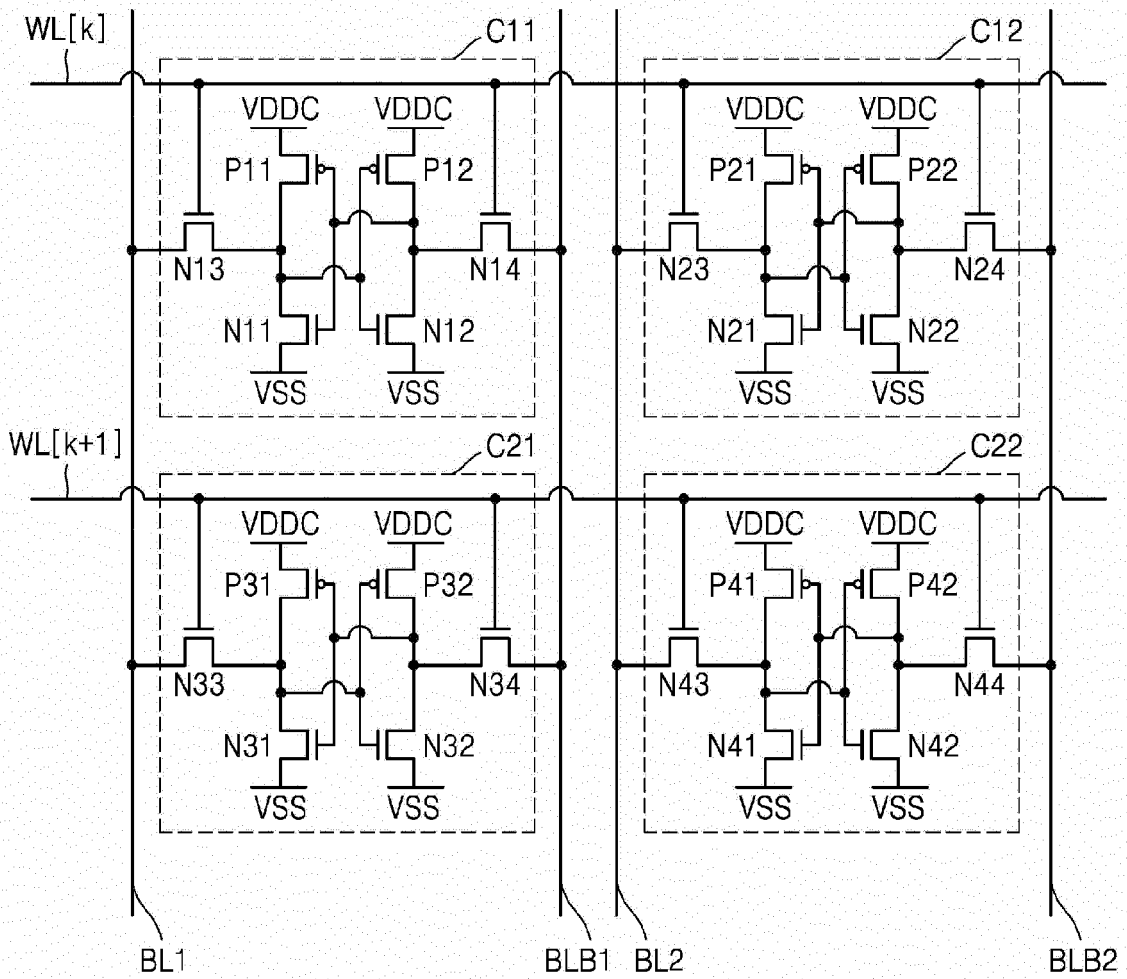 WL[k]
C11
C12
VDDC
VDDC
VDDC
VDDC
P11
P12
P21
P22
N13
N14
N23
N24
N11
N12
N21
N22
VSS
VSS
VSS
VSS
WL[k+1]
C21
C22
VDDC
VDDC
VDDC
VDDC
P31
P32
P41
P42
N33
N34
N43
N44
N31
N32
N41
N42
VSS
VSS
VSS
VSS
BL1
BLB1
BL2
BLB2